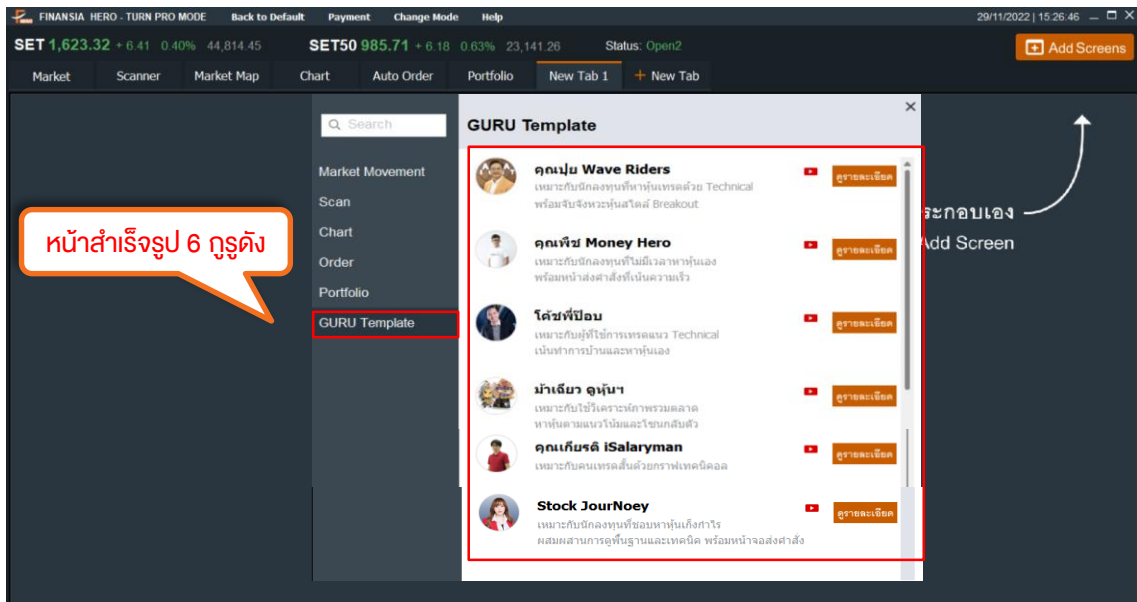 FINANSIA HERO - TURN PRO MODE Back to Default Payment Change Mode Help 29/11/2022 | 15:26:46
SET 1,623.32 + 6.41 0.40% 44,814.45 SET50 985.71 + 6.18 0.63% 23,141.26 Status: Open2
Add Screens
Market Scanner Market Map Chart Auto Order Portfolio New Tab 1 + New Tab
Search
GURU Template
Market Movement
Scan
Chart
Order
Portfolio
GURU Template
หน้าสำเร็จรูป 6 กูรูดัง
คุณปุย Wave Riders
เหมาะกับนักลงทุนที่หาหุ้นเทรดด้วย Technical
พร้อมจับจังหวะหุ้นสไตล์ Breakout
ดูรายละเอียด
คุณพีช Money Hero
เหมาะกับนักลงทุนที่ไม่มีเวลาหาหุ้นเอง
พร้อมหน้าส่งคำสั่งที่เน้นความเร็ว
ดูรายละเอียด
โค้ชพี่ป๊อบ
เหมาะกับผู้ที่ใช้การเทรดแนว Technical
เน้นทำการบ้านและหาหุ้นเอง
ดูรายละเอียด
ม้าเฉียว ดูหุ้นฯ
เหมาะกับใช้วิเคราะห์ภาพรวมตลาด
หาหุ้นตามแนวโน้มและโซนกลับตัว
ดูรายละเอียด
คุณเกียรติ iSalaryman
เหมาะกับคนเทรดสั้นด้วยกราฟเทคนิคอล
ดูรายละเอียด
Stock JourNoey
เหมาะกับนักลงทุนที่ชอบหาหุ้นเก็งกำไร
ผสมผสานการดูพื้นฐานและเทคนิค พร้อมหน้าจอส่งคำสั่ง
ดูรายละเอียด
ระกอบเอง
Add Screen